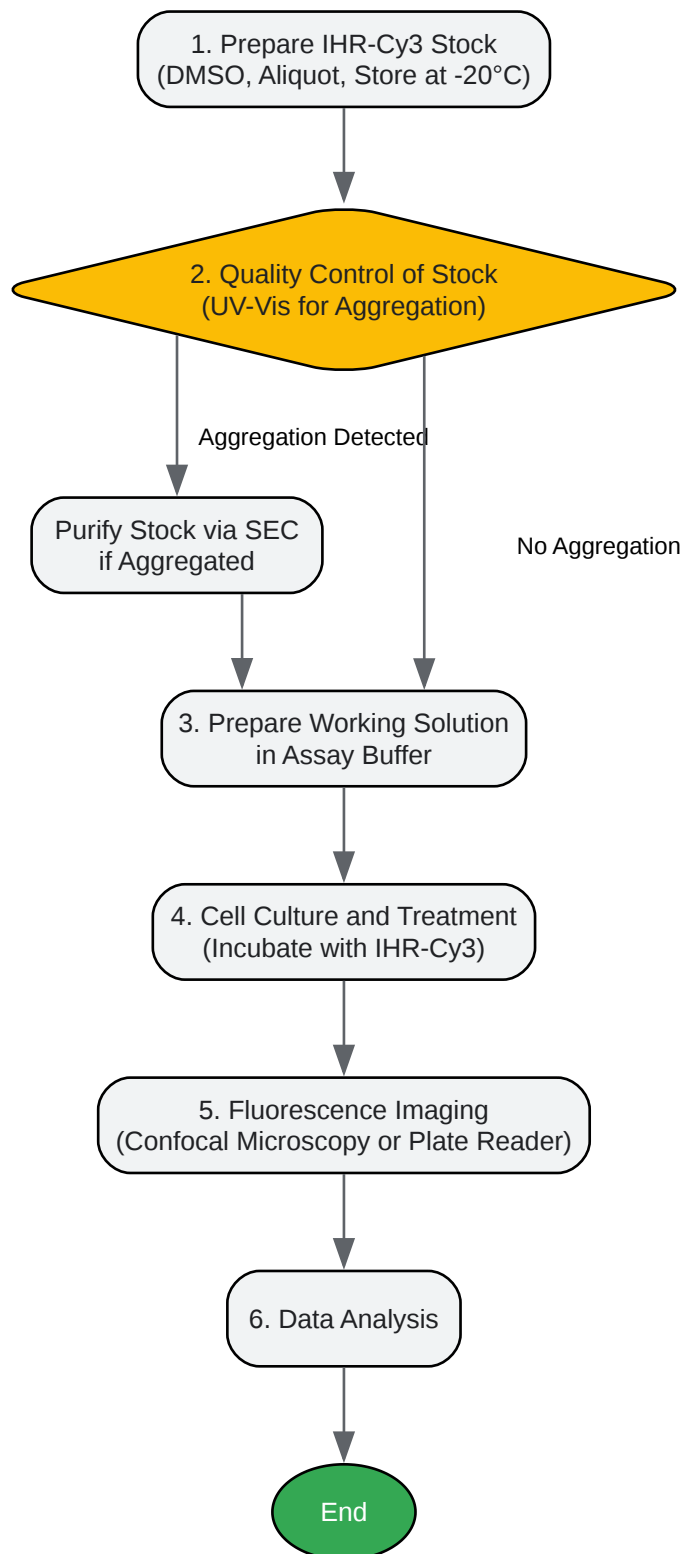 1. Prepare IHR-Cy3 Stock
(DMSO, Aliquot, Store at -20°C)
2. Quality Control of Stock
(UV-Vis for Aggregation)
Aggregation Detected
Purify Stock via SEC
if Aggregated
No Aggregation
3. Prepare Working Solution
in Assay Buffer
4. Cell Culture and Treatment
(Incubate with IHR-Cy3)
5. Fluorescence Imaging
(Confocal Microscopy or Plate Reader)
6. Data Analysis
End